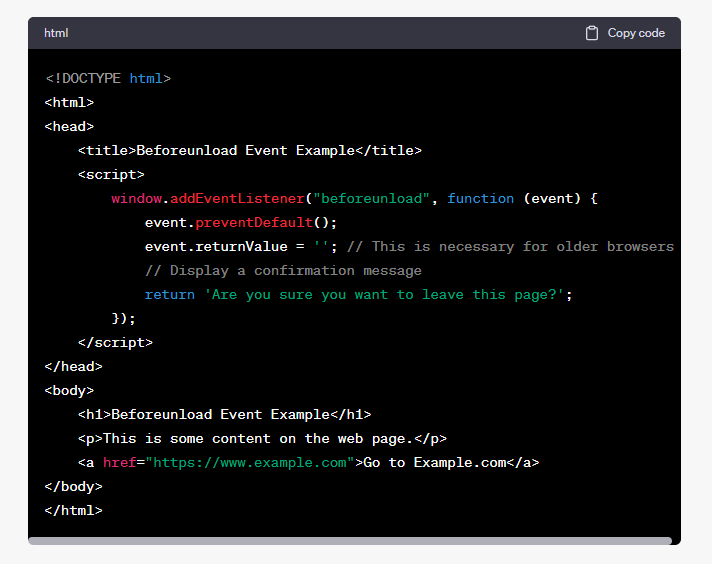 html Copy code
<!DOCTYPE html>
<html>
<head>
    <title>Beforeunload Event Example</title>
    <script>
        window.addEventListener("beforeunload", function (event) {
            event.preventDefault();
            event.returnValue = ''; // This is necessary for older browsers
            // Display a confirmation message
            return 'Are you sure you want to leave this page?';
        });
    </script>
</head>
<body>
    <h1>Beforeunload Event Example</h1>
    <p>This is some content on the web page.</p>
    <a href="https://www.example.com">Go to Example.com</a>
</body>
</html>